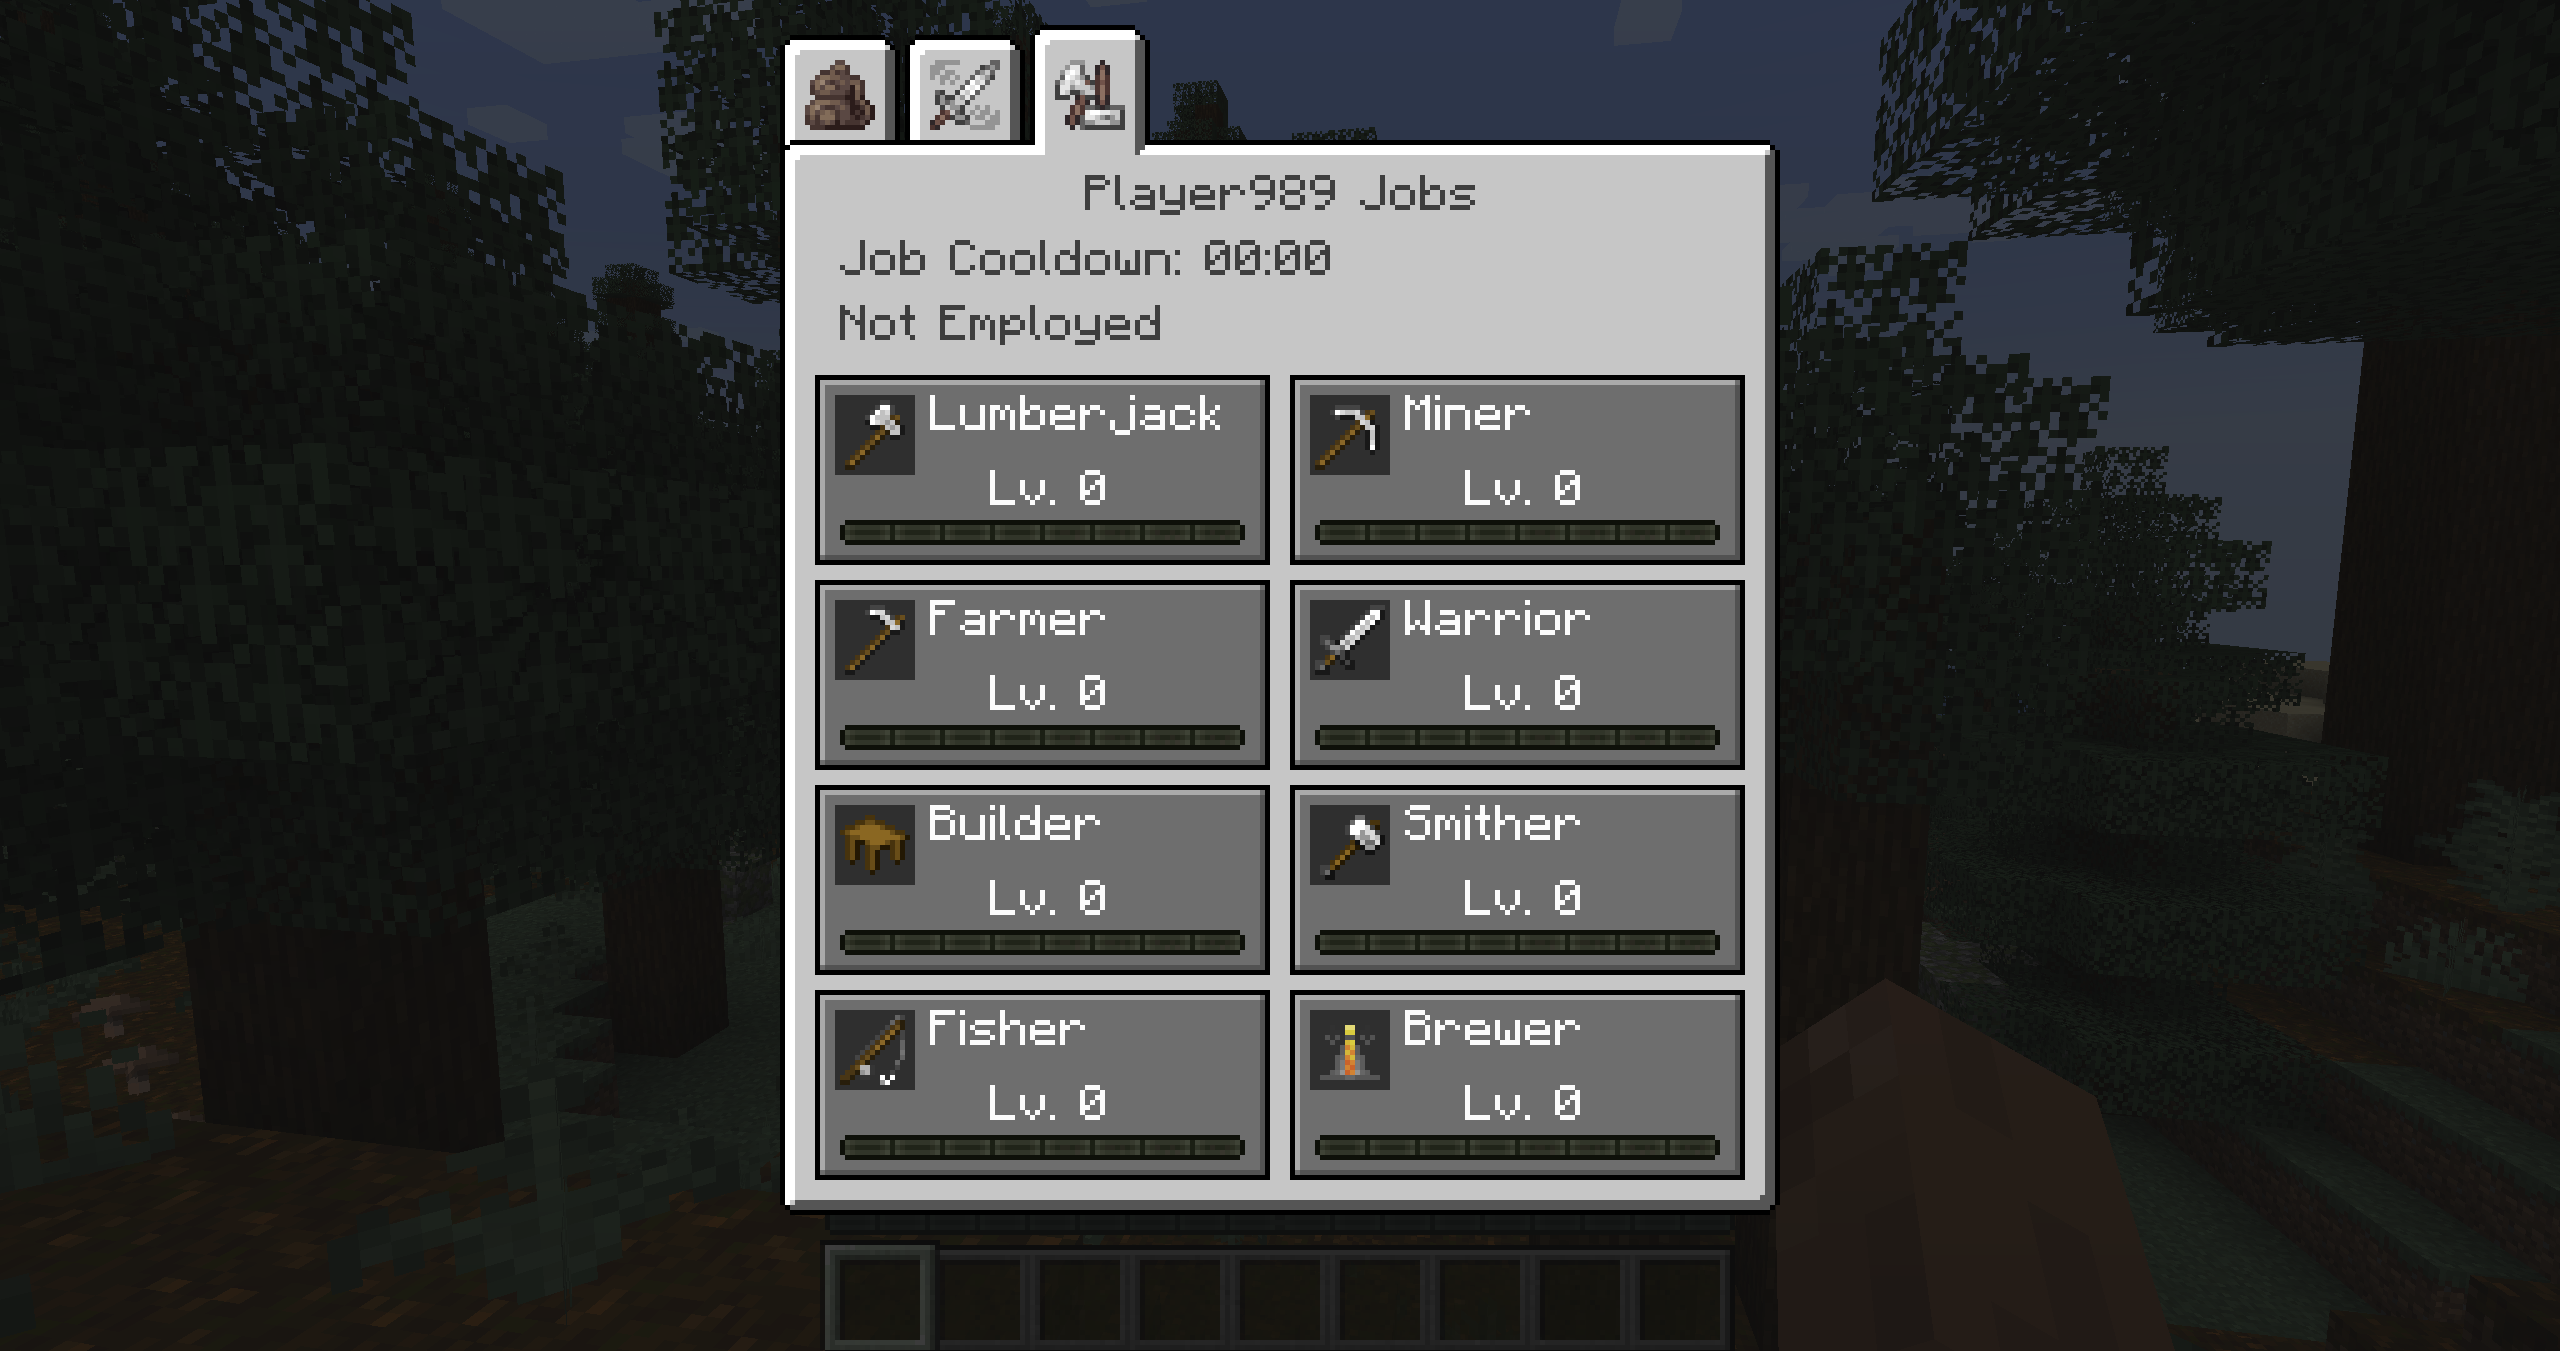 Player989 Jobs
Job Cooldown: 00:00
Not Employed
Lumberjack
Lv. 0
Miner
Lv. 0
Farmer
Lv. 0
Warrior
Lv. 0
Builder
Lv. 0
Smither
Lv. 0
Fisher
Lv. 0
Brewer
Lv. 0